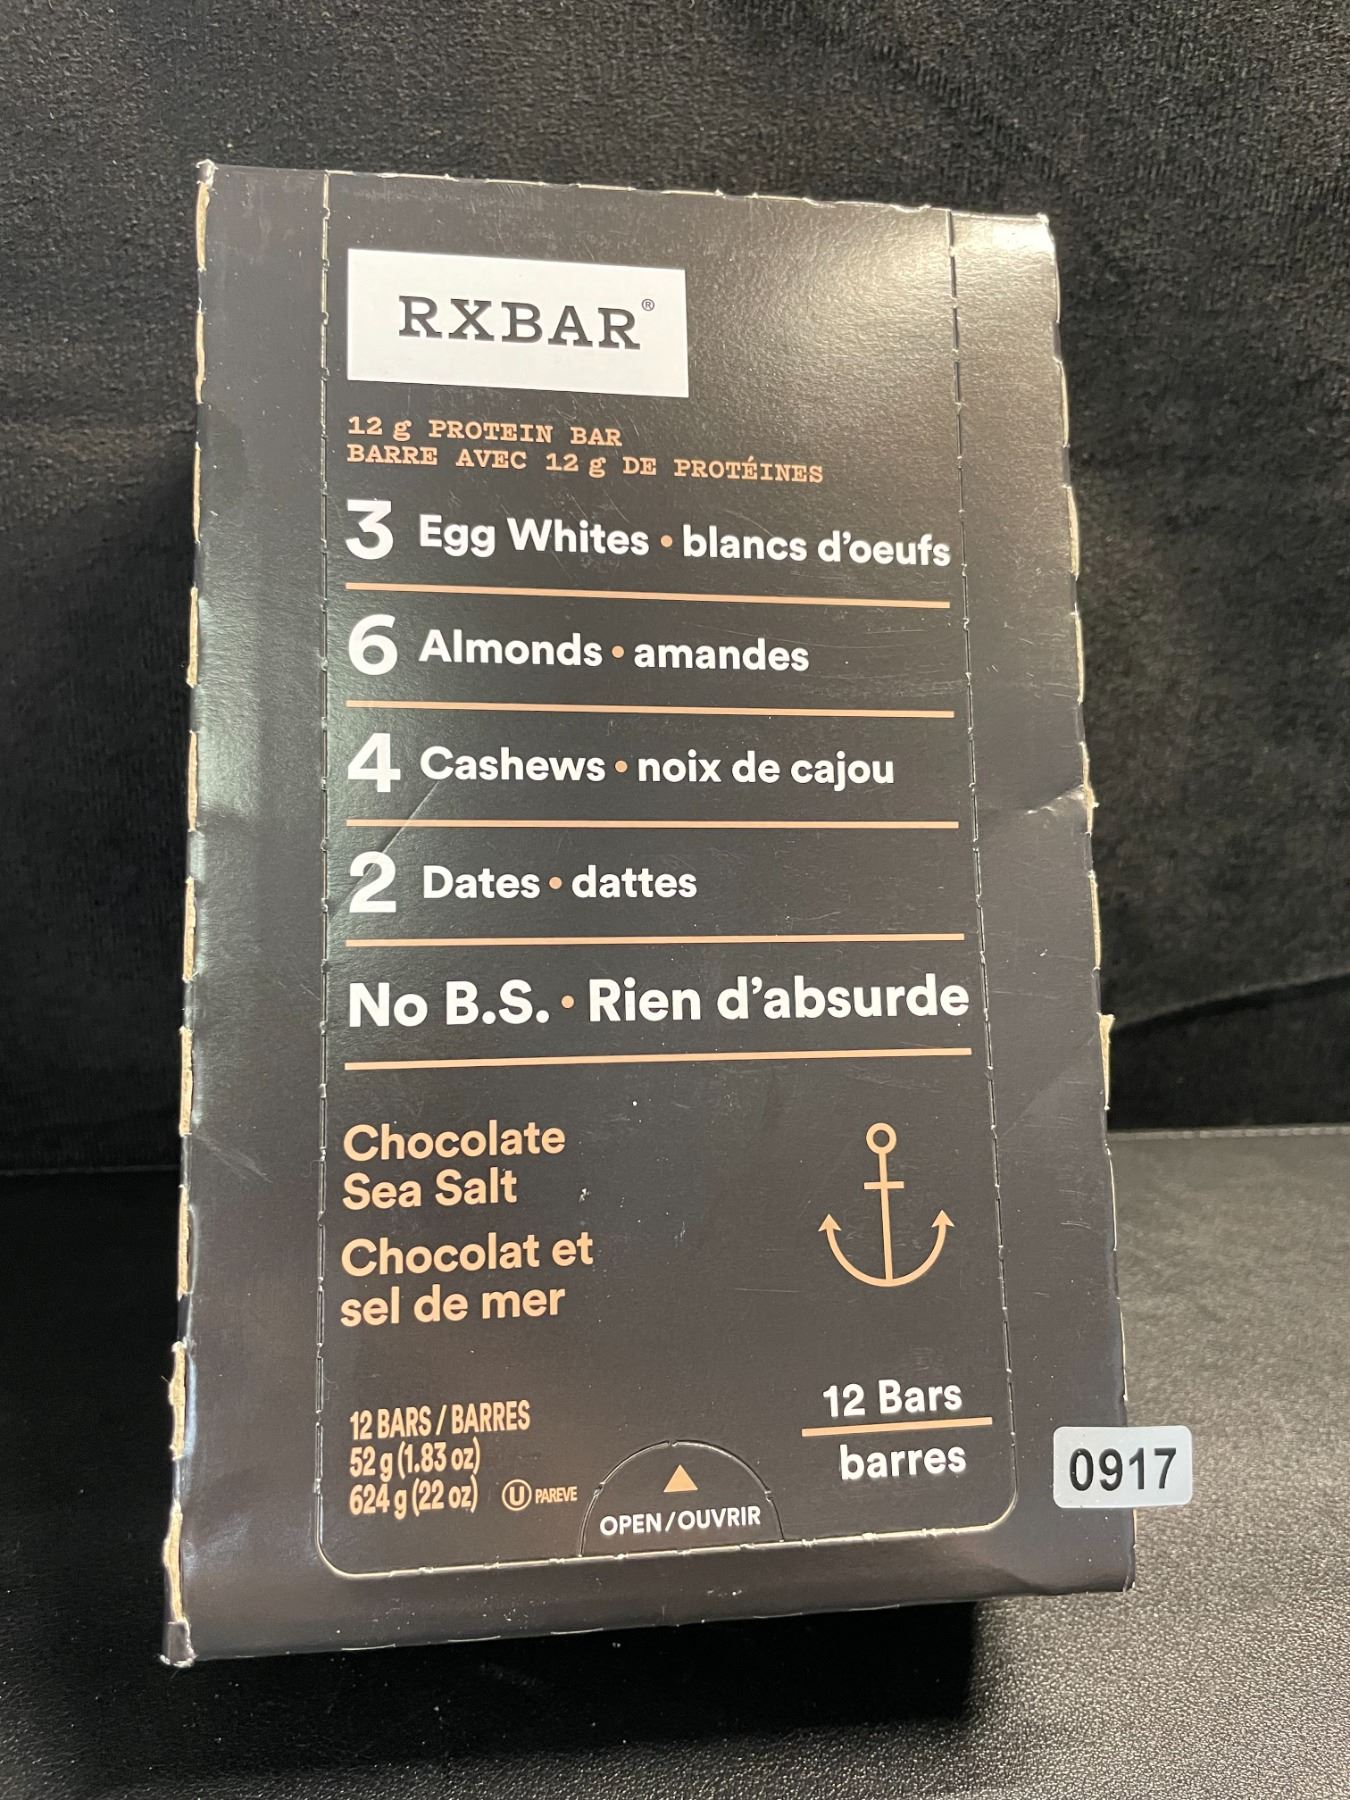 RXBAR®
12 g PROTEIN BAR
BARRE AVEC 12 g DE PROTÉINES
3 Egg Whites • blancs d'oeufs
6 Almonds • amandes
4 Cashews • noix de cajou
2 Dates • dattes
No B.S. • Rien d'absurde
Chocolate
Sea Salt
Chocolat et
sel de mer
12 BARS / BARRES
52 g (1.83 oz)
624 g (22 oz) U PAREVE
OPEN/OUVRIR
12 Bars
barres
0917